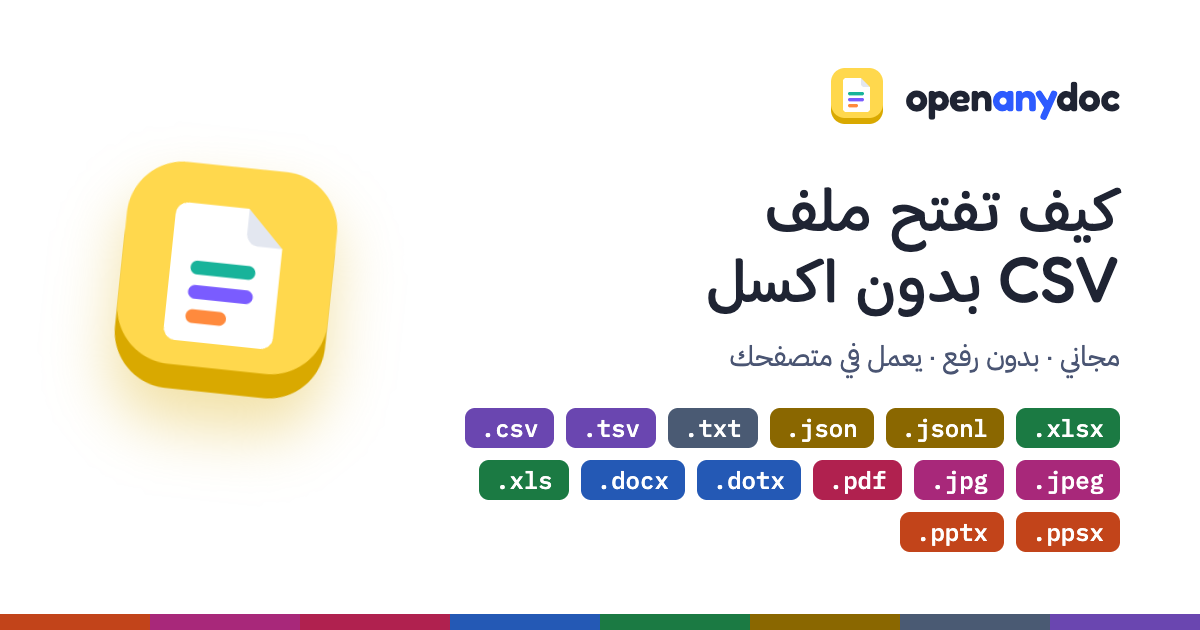 openanydoc
كيف تفتح ملف
CSV بدون اكسل
مجاني · بدون رفع · يعمل في متصفحك
.csv .tsv .txt .json .jsonl .xlsx
.xls .docx .dotx .pdf .jpg .jpeg
.pptx .ppsx